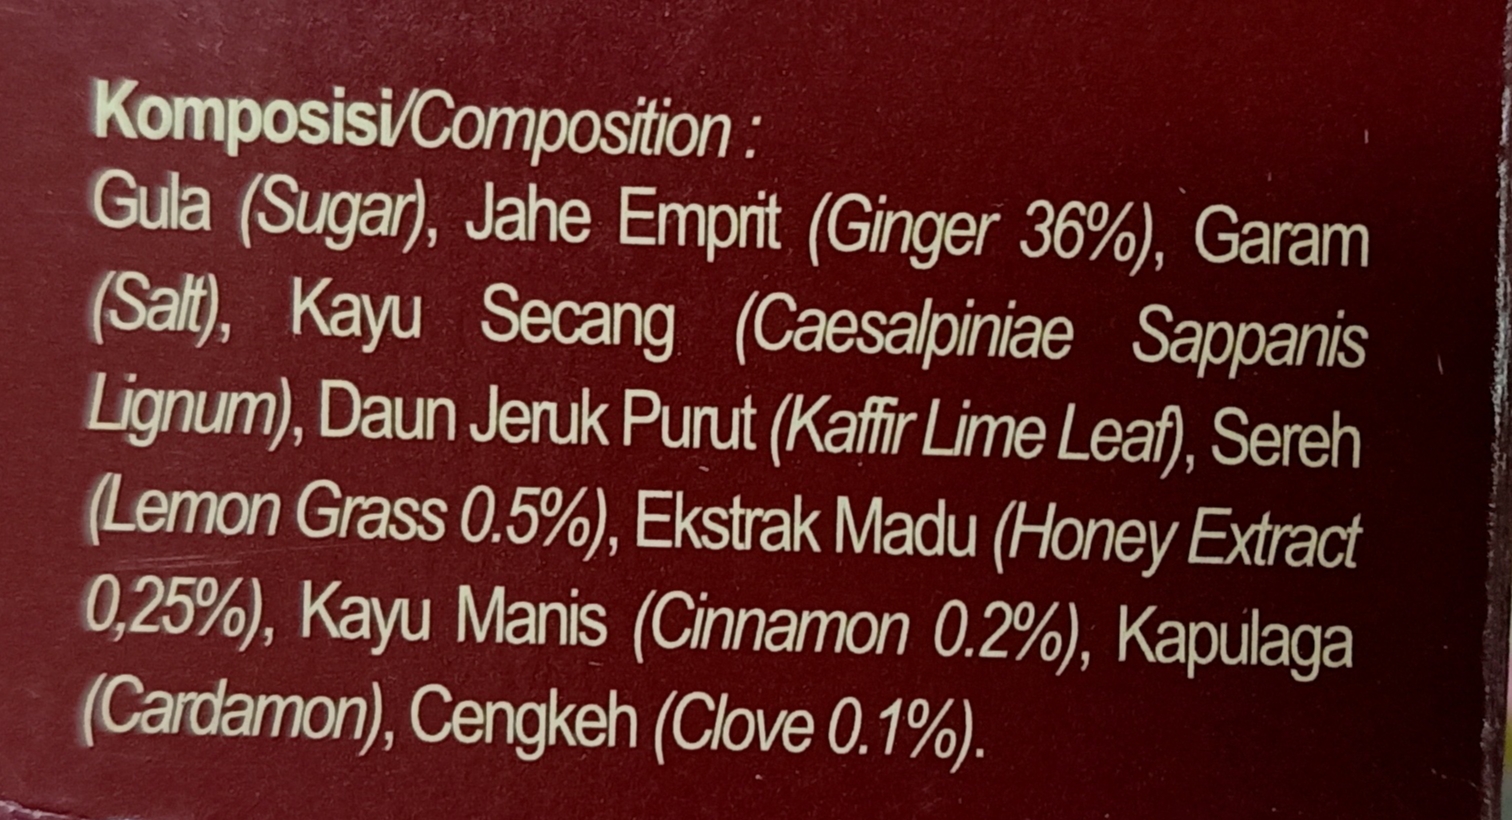 Komposisi/Composition :
Gula (Sugar), Jahe Emprit (Ginger 36%), Garam
(Salt), Kayu Secang (Caesalpiniae Sappanis
Lignum), Daun Jeruk Purut (Kaffir Lime Leaf), Sereh
(Lemon Grass 0.5%), Ekstrak Madu (Honey Extract
0,25%), Kayu Manis (Cinnamon 0.2%), Kapulaga
(Cardamon), Cengkeh (Clove 0.1%).